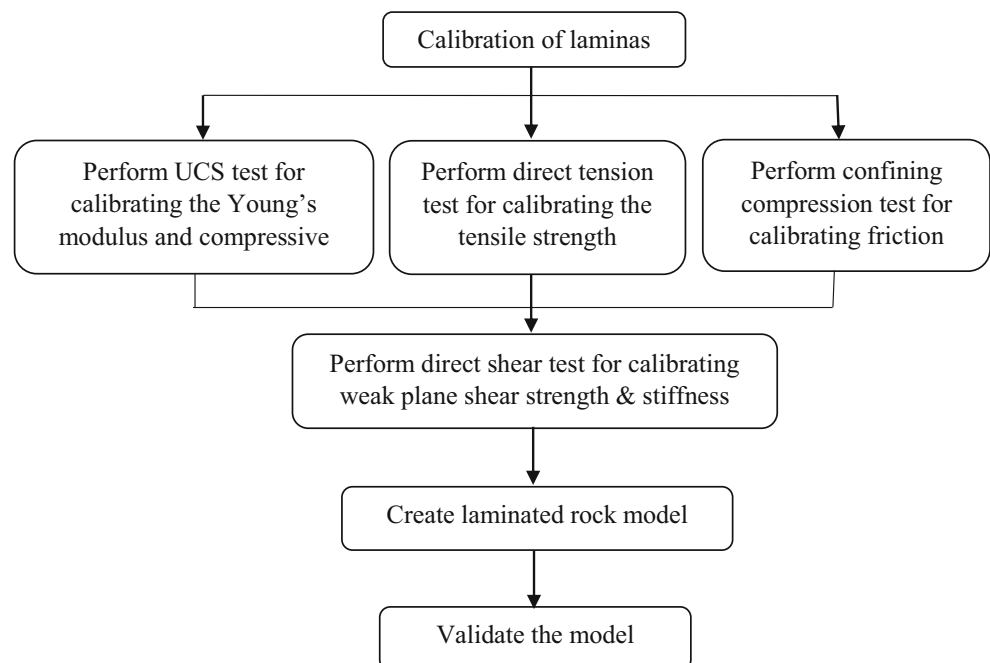 Calibration of laminas
Perform UCS test for
calibrating the Young's
modulus and compressive
Perform direct tension
test for calibrating the
tensile strength
Perform confining
compression test for
calibrating friction
Perform direct shear test for calibrating
weak plane shear strength & stiffness
Create laminated rock model
Validate the model